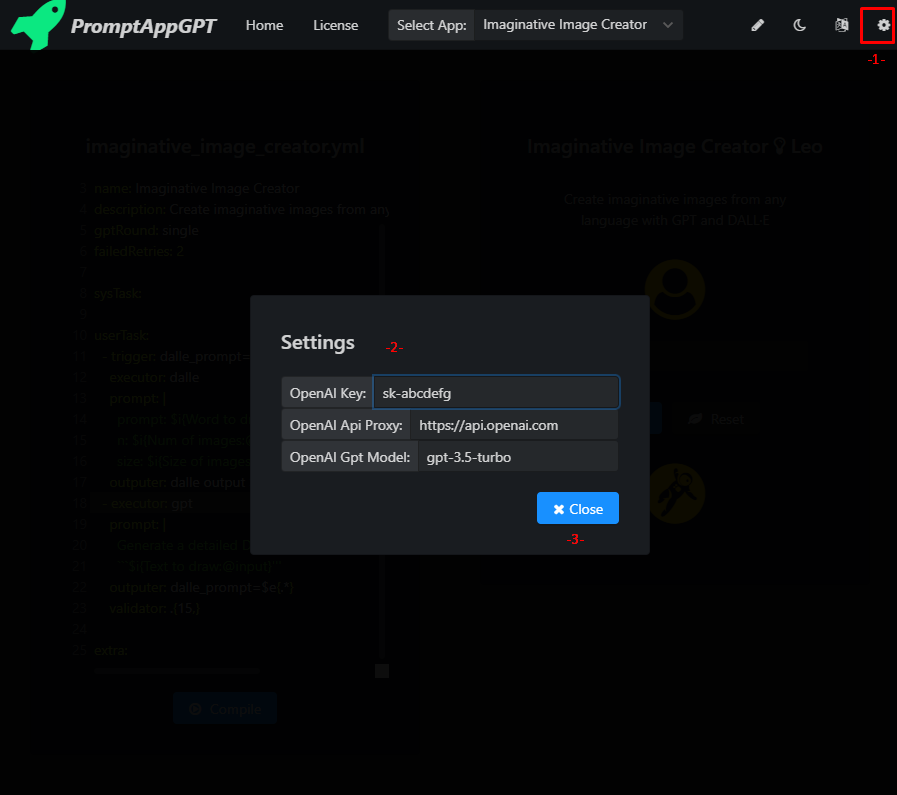 PromptAppGPT Home License Select App: Imaginative Image Creator
-1-
imaginative_image_creator.yml
Imaginative Image Creator Leo
3 name: Imaginative Image Creator
4 description: Create imaginative images from any
Create imaginative images from any
5 gptRound: single
language with GPT and DALL·E
6 failedRetries: 2
7
8 sysTask:
9
10 userTask:
11 - trigger: dalle_prompt=
12 executor: dalle
13 prompt: |
14 prompt: $i{Word to
15 n: $i{Num of Images
16 size: $i{Size of Images
17 outputer: dalle output
18 - executor: gpt
19 prompt: |
20 Generate a detailed
21 $i{Text to draw:@input}
22 outputer: dalle_prompt=$e{.*}
23 validator: .{15,}
24
25 extra:
Settings
-2-
OpenAI Key: sk-abcdefg
OpenAI Api Proxy: https://api.openai.com
OpenAI Gpt Model: gpt-3.5-turbo
Close
-3-
Reset
Compile